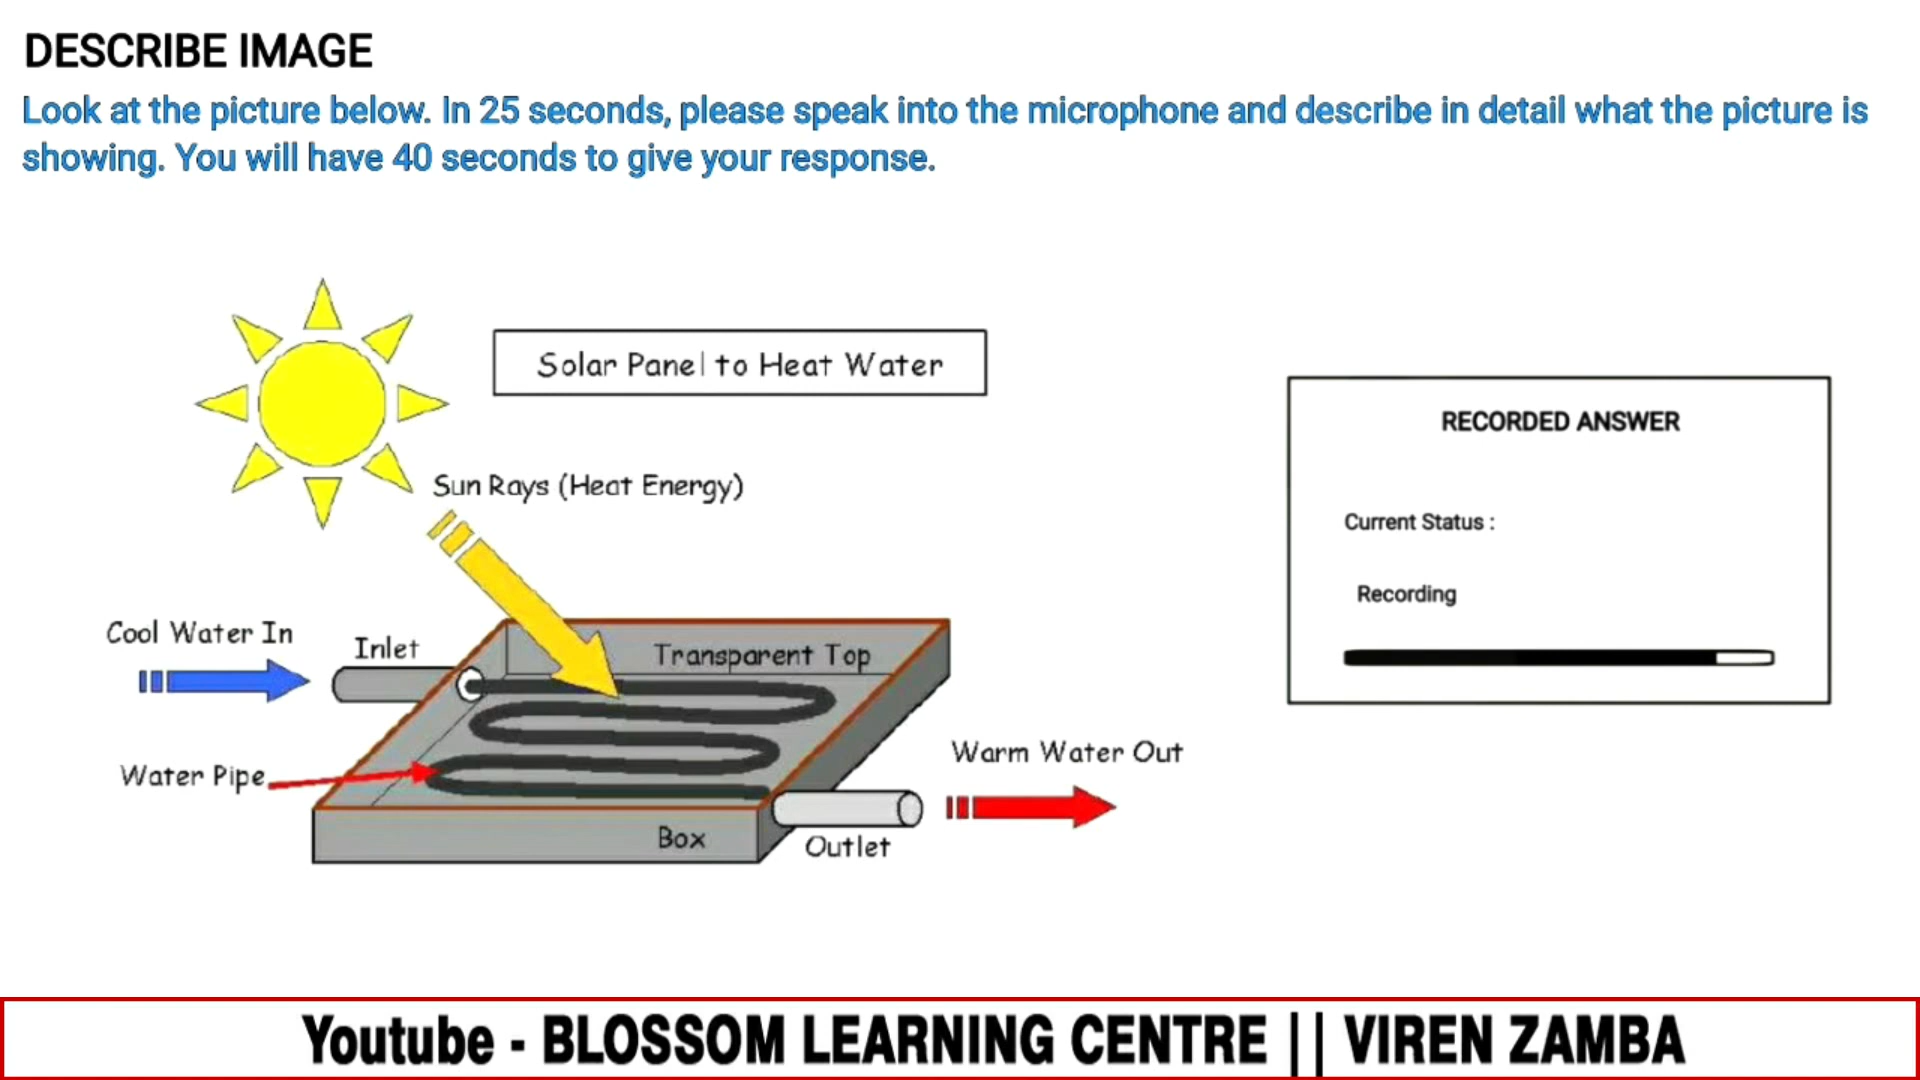 DESCRIBE IMAGE
Look at the picture below. In 25 seconds, please speak into the microphone and describe in detail what the picture is
showing. You will have 40 seconds to give your response.
Solar Panel to Heat Water
Sun Rays (Heat Energy)
Cool Water In
Inlet
Transparent Top
Water Pipe
Box
Outlet
Warm Water Out
RECORDED ANSWER
Current Status :
Recording
Youtube - BLOSSOM LEARNING CENTRE || VIREN ZAMBA